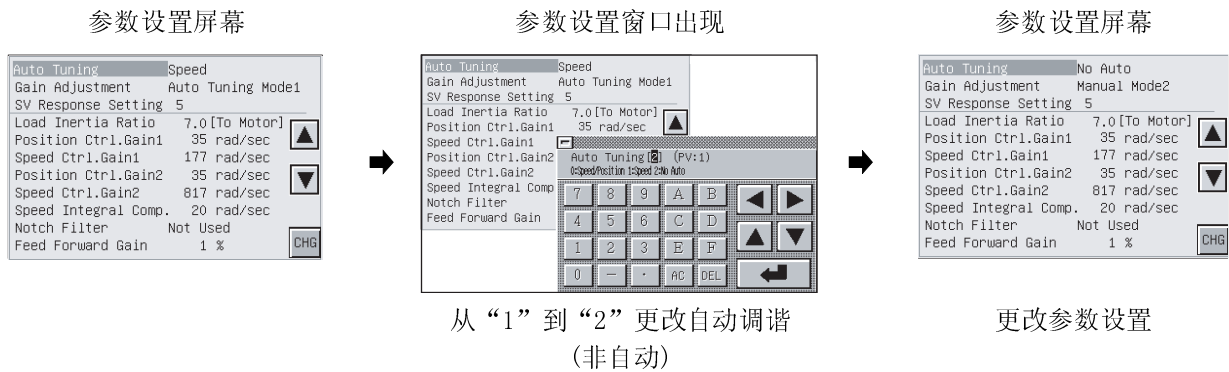 参数设置屏幕
Auto Tuning Speed
Gain Adjustment Auto Tuning Mode1
SV Response Setting 5
Load Inertia Ratio 7.0 [To Motor]
Position Ctrl.Gain1 35 rad/sec
Speed Ctrl.Gain1 177 rad/sec
Position Ctrl.Gain2 35 rad/sec
Speed Ctrl.Gain2 817 rad/sec
Speed Integral Comp. 20 rad/sec
Notch Filter Not Used
Feed Forward Gain 1 %
CHG
参数设置窗口出现
Auto Tuning Speed
Gain Adjustment Auto Tuning Mode1
SV Response Setting 5
Load Inertia Ratio 7.0 [To Motor]
Position Ctrl.Gain1 35 rad/sec
Speed Ctrl.Gain1
Position Ctrl.Gain2
Speed Ctrl.Gain2
Speed Integral Comp
Notch Filter
Feed Forward Gain
Auto Tuning[2] (PV:1)
0:Speed/Position 1:Speed 2:No Auto
7 8 9 A B
4 5 6 C D
1 2 3 E F
0 - · AC DEL
从“1”到“2”更改自动调谐
(非自动)
参数设置屏幕
Auto Tuning No Auto
Gain Adjustment Manual Mode2
SV Response Setting 5
Load Inertia Ratio 7.0 [To Motor]
Position Ctrl.Gain1 35 rad/sec
Speed Ctrl.Gain1 177 rad/sec
Position Ctrl.Gain2 35 rad/sec
Speed Ctrl.Gain2 817 rad/sec
Speed Integral Comp. 20 rad/sec
Notch Filter Not Used
Feed Forward Gain 1 %
CHG
更改参数设置